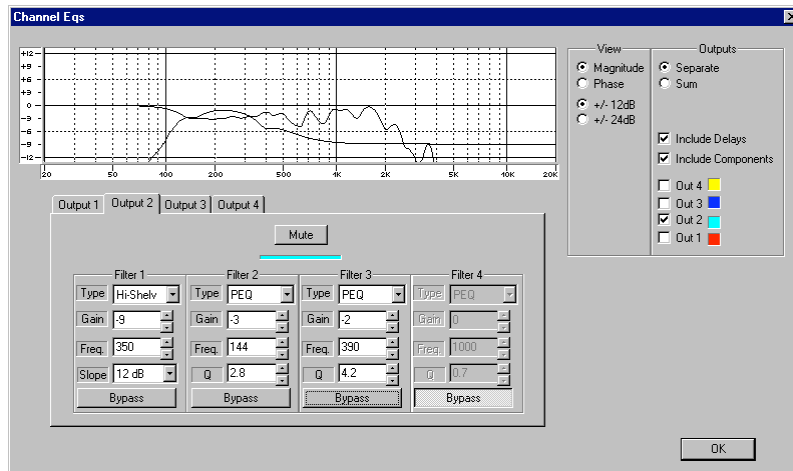 Channel Eqs
+12
+9
+6
+3
0
-3
-6
-9
-12
20 50 100 200 500 1K 2K 5K 10K 20K
View
Magnitude
Phase
+/- 12dB
+/- 24dB
Outputs
Separate
Sum
Include Delays
Include Components
Out 4
Out 3
Out 2
Out 1
Output 1 Output 2 Output 3 Output 4
Mute
Filter 1
Type Hi-Shelv
Gain -9
Freq. 350
Slope 12 dB
Bypass
Filter 2
Type PEQ
Gain -3
Freq. 144
Q 2.8
Bypass
Filter 3
Type PEQ
Gain -2
Freq. 390
Q 4.2
Bypass
Filter 4
Type PEQ
Gain 0
Freq. 1000
Q 0.7
Bypass
OK